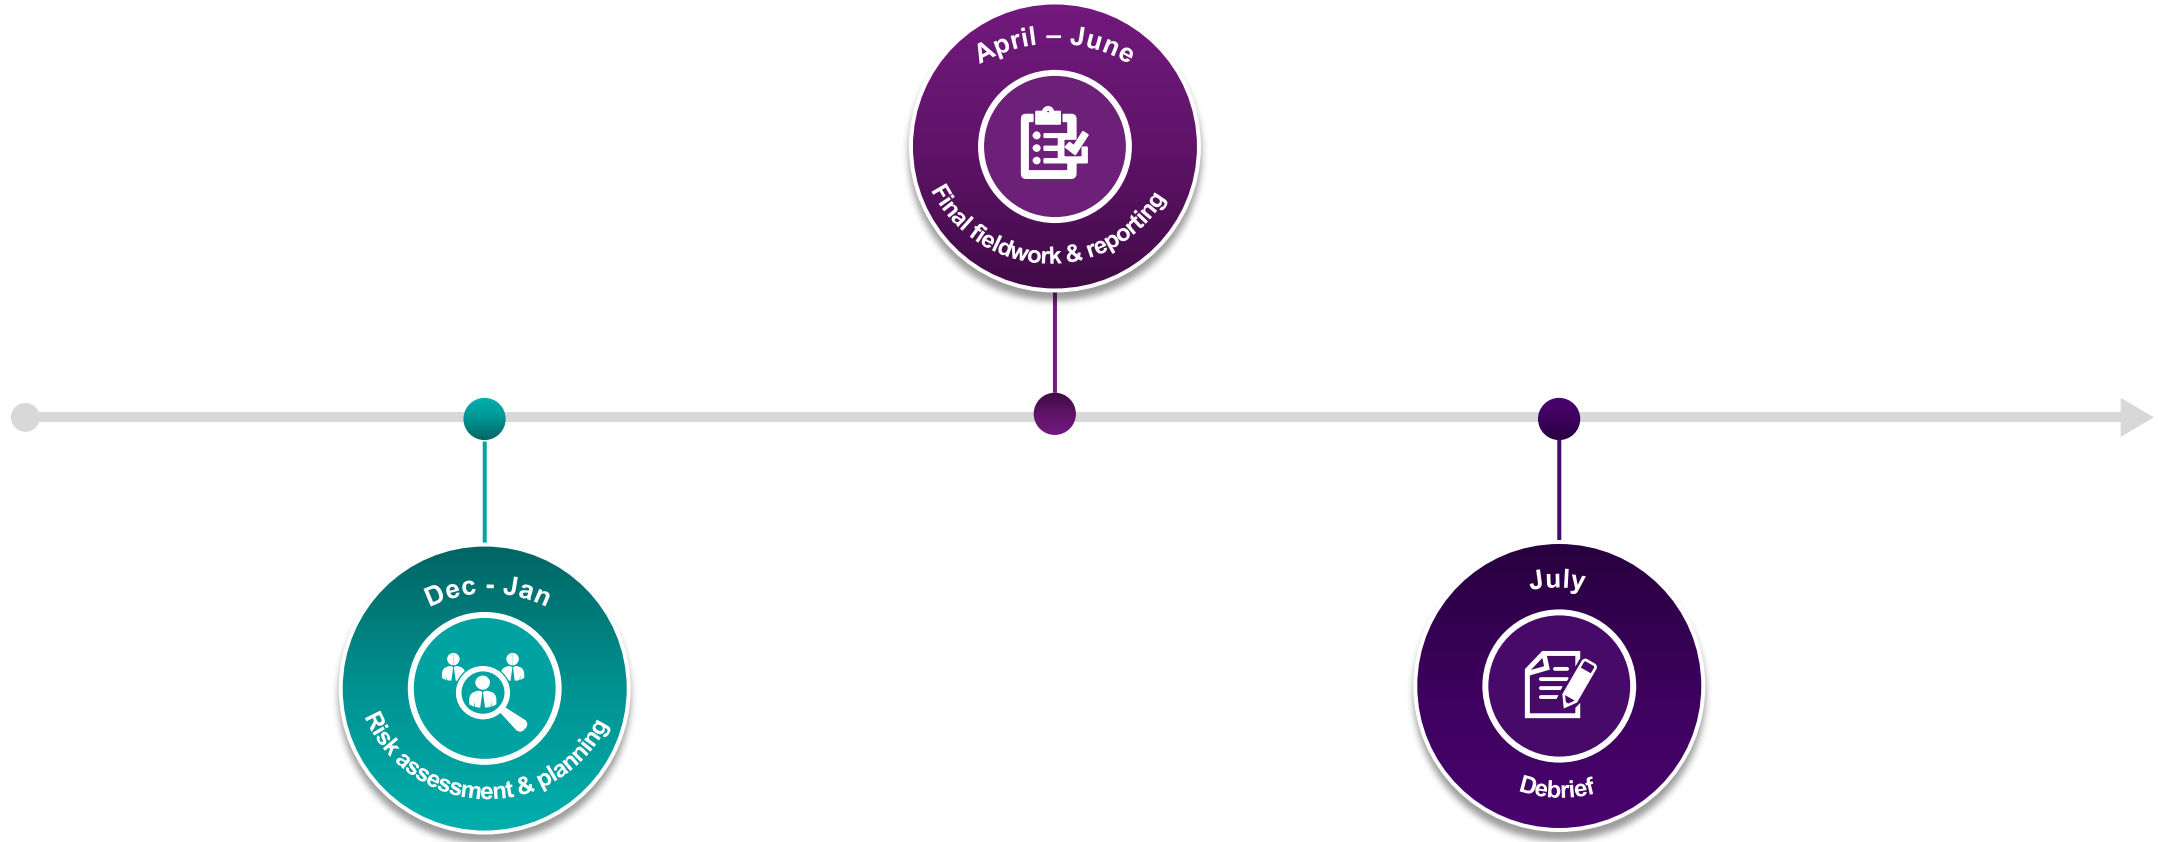 April – June
Final fieldwork & reporting
Dec - Jan
Risk assessment & planning
July
Debrief